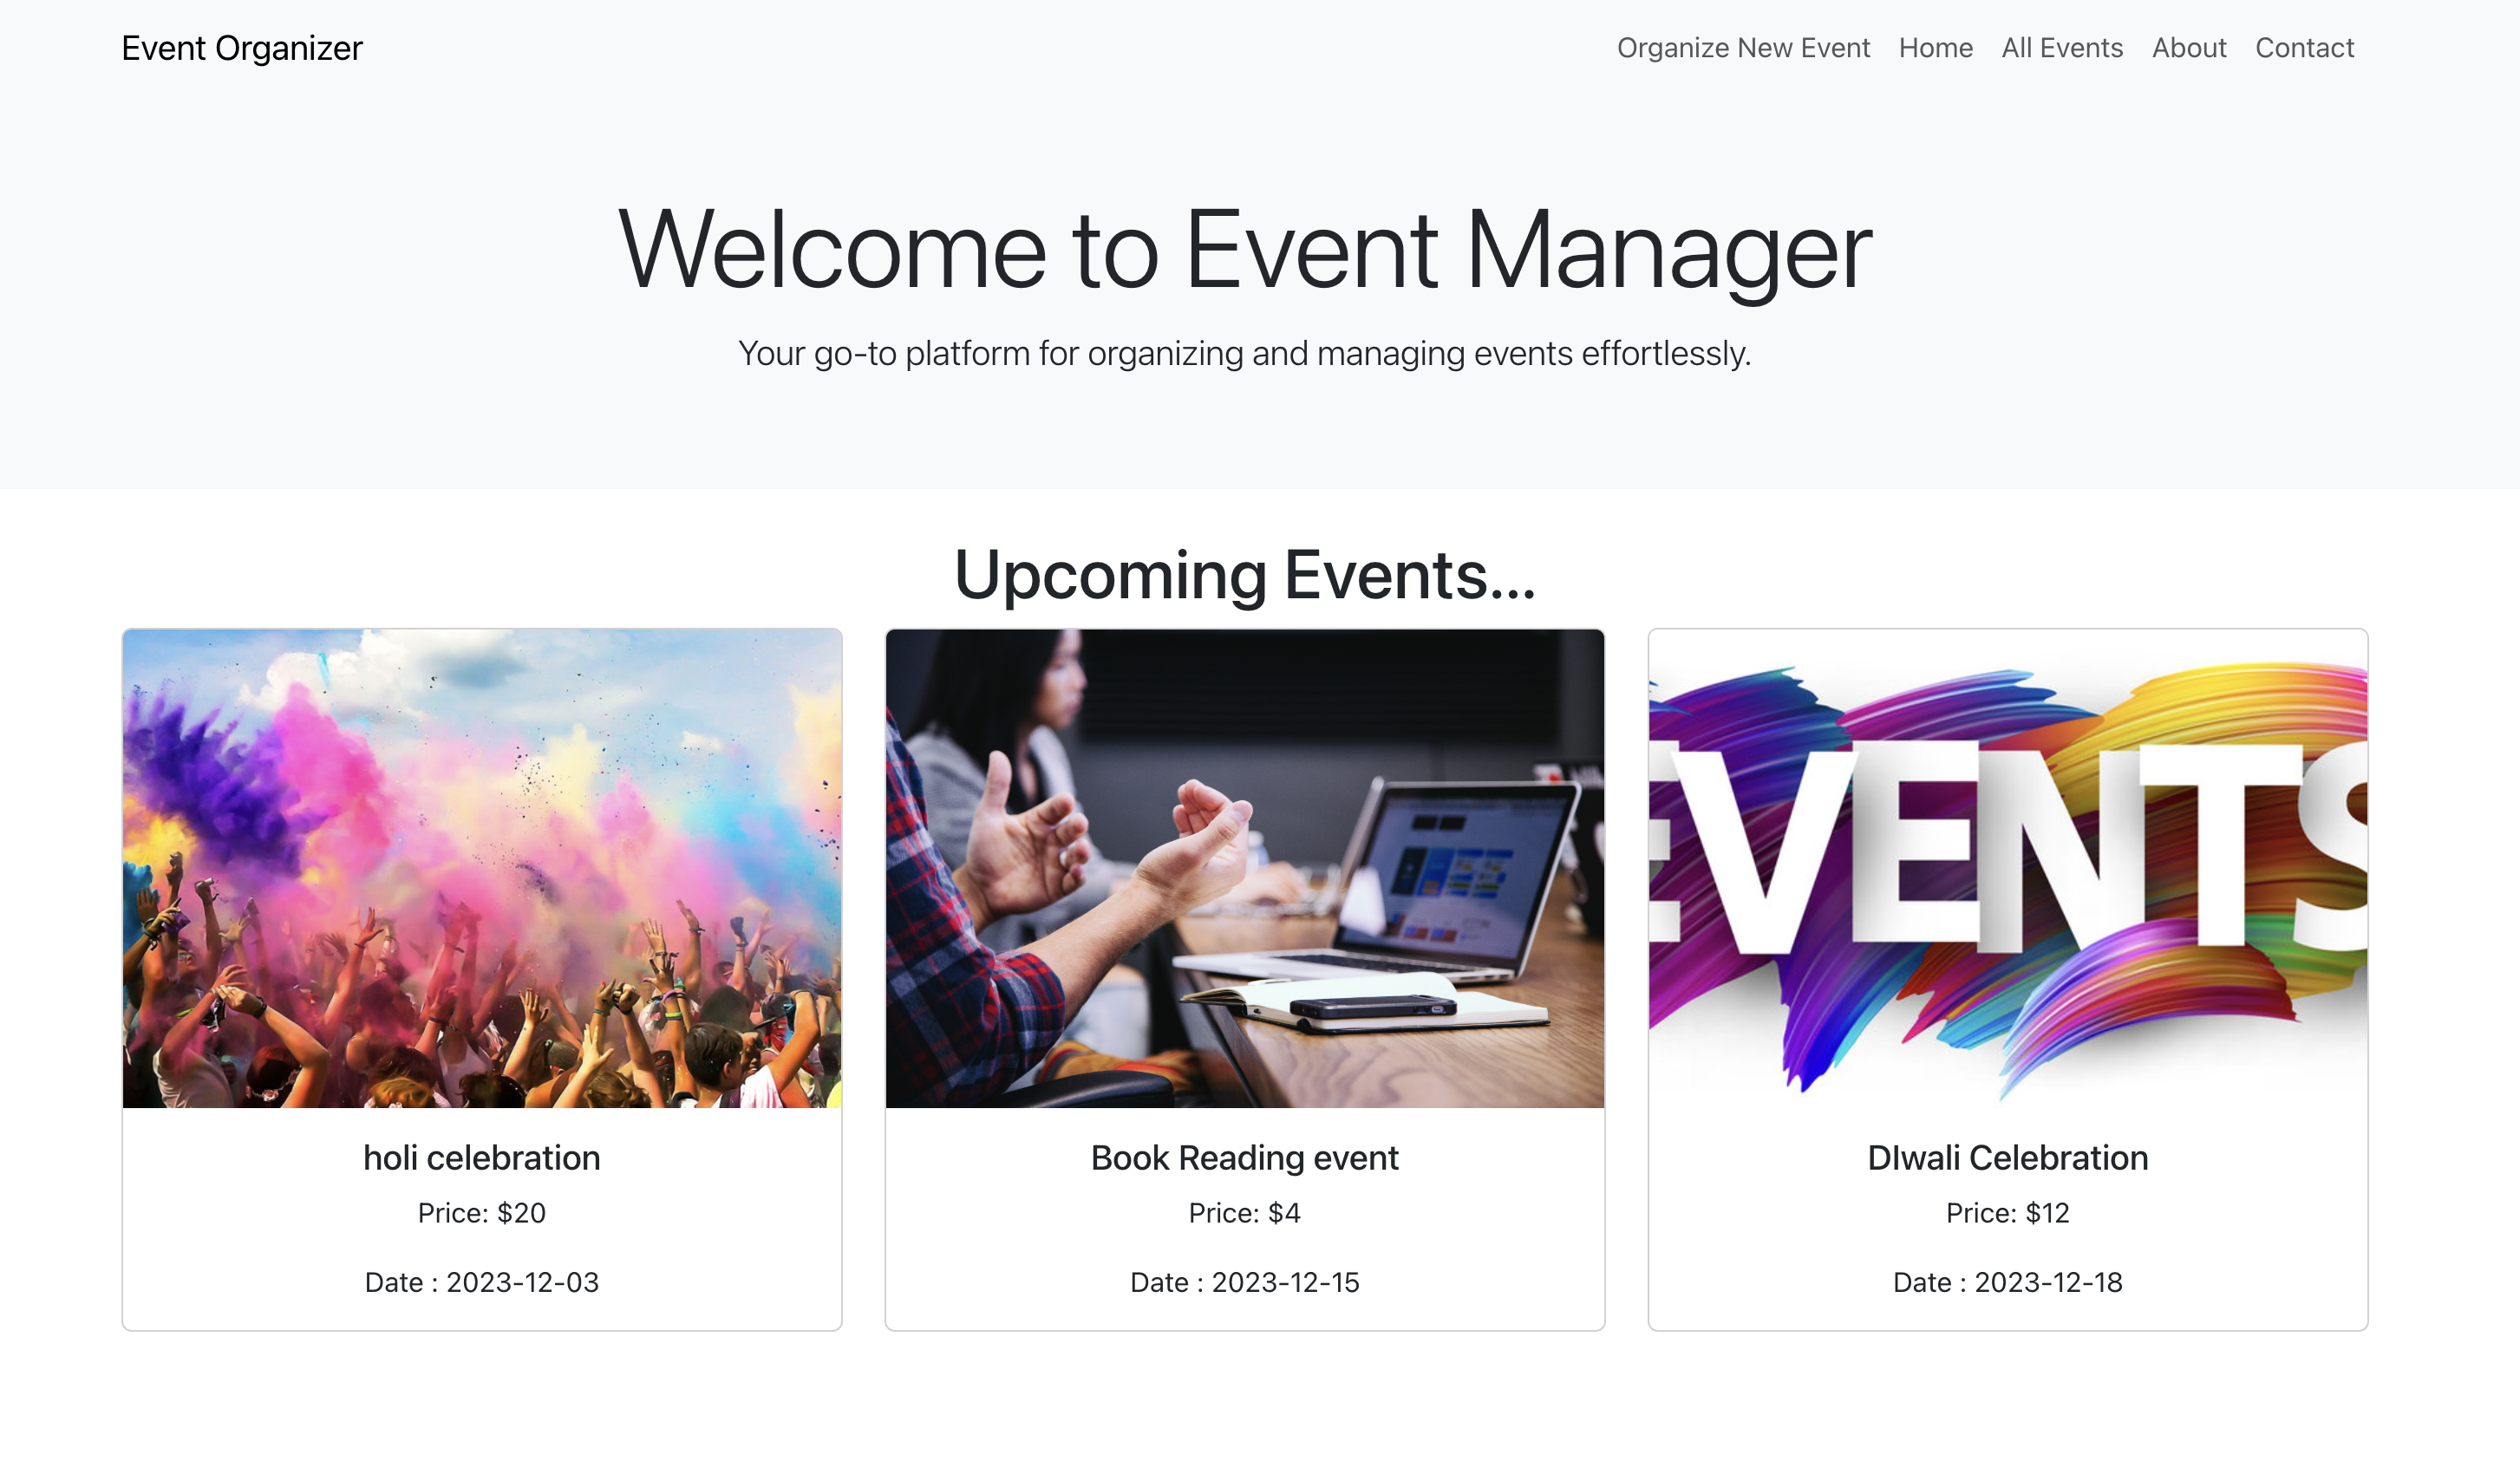 Event Organizer
Organize New Event Home All Events About Contact
Welcome to Event Manager
Your go-to platform for organizing and managing events effortlessly.
Upcoming Events...
EVENTS
holi celebration
Price: $20
Date : 2023-12-03
Book Reading event
Price: $4
Date : 2023-12-15
DIwali Celebration
Price: $12
Date : 2023-12-18